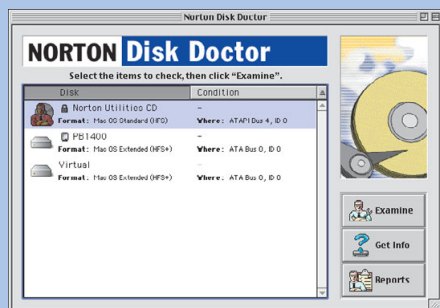 Norton Disk Doctor
NORTON Disk Doctor
Select the items to check, then click “Examine”.
Disk Condition
Norton Utilities CD -
Format: Mac OS Standard (HFS) Where: ATAPI Bus 4, ID 0
PB1400 -
Format: Mac OS Extended (HFS+) Where: ATA Bus 0, ID 0
Virtual -
Format: Mac OS Extended (HFS+) Where: ATA Bus 0, ID 0
Examine
Get Info
Reports